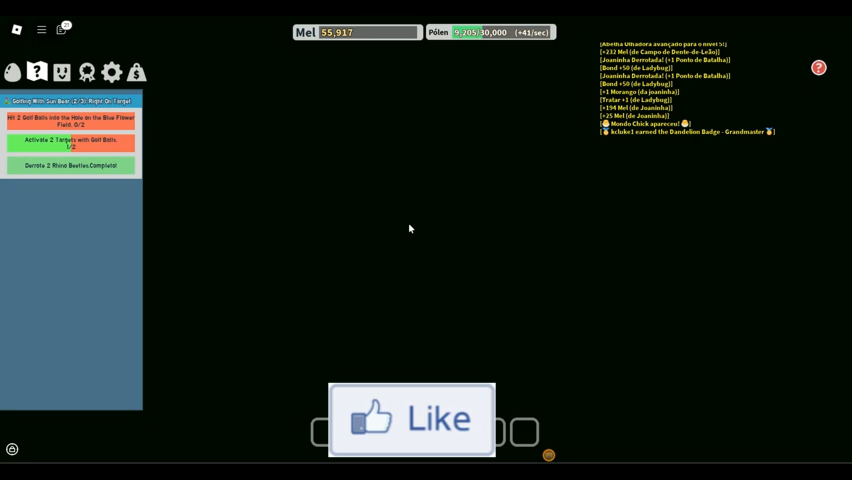 21
Mel 55,917
Pólen 9,205/30,000 (+41/sec)
[Abelha Olhadora avançado para o nível 5!]
[+232 Mel (de Campo de Dente-de-Leão)]
[Joaninha Derrotada! (+1 Ponto de Batalha)]
[Bond +50 (de Ladybug)]
[Joaninha Derrotada! (+1 Ponto de Batalha)]
[Bond +50 (de Ladybug)]
[+1 Morango (da joaninha)]
[Tratar +1 (de Ladybug)]
[+194 Mel (de Joaninha)]
[+25 Mel (de Joaninha)]
[🐣 Mondo Chick apareceu! 🐣]
[🏅 kcluke1 earned the Dandelion Badge - Grandmaster 🏅]
?
?
$
Golfing With Sun Bear (2/3): Right On Target
Hit 2 Golf Balls into the Hole on the Blue Flower
Field. 0/2
Activate 2 Targets with Golf Balls.
1/2
Derrote 2 Rhino Beetles.Completo!
Like